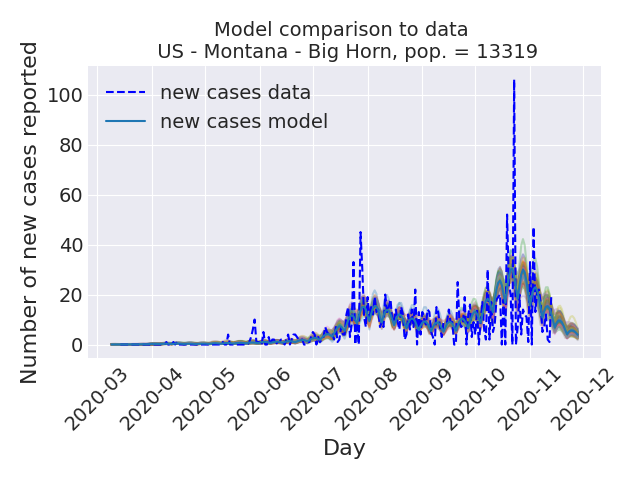 Model comparison to data
US - Montana - Big Horn, pop. = 13319
Number of new cases reported
100
80
60
40
20
0
new cases data
new cases model
2020-03
2020-04
2020-05
2020-06
2020-07
2020-08
2020-09
2020-10
2020-11
2020-12
Day